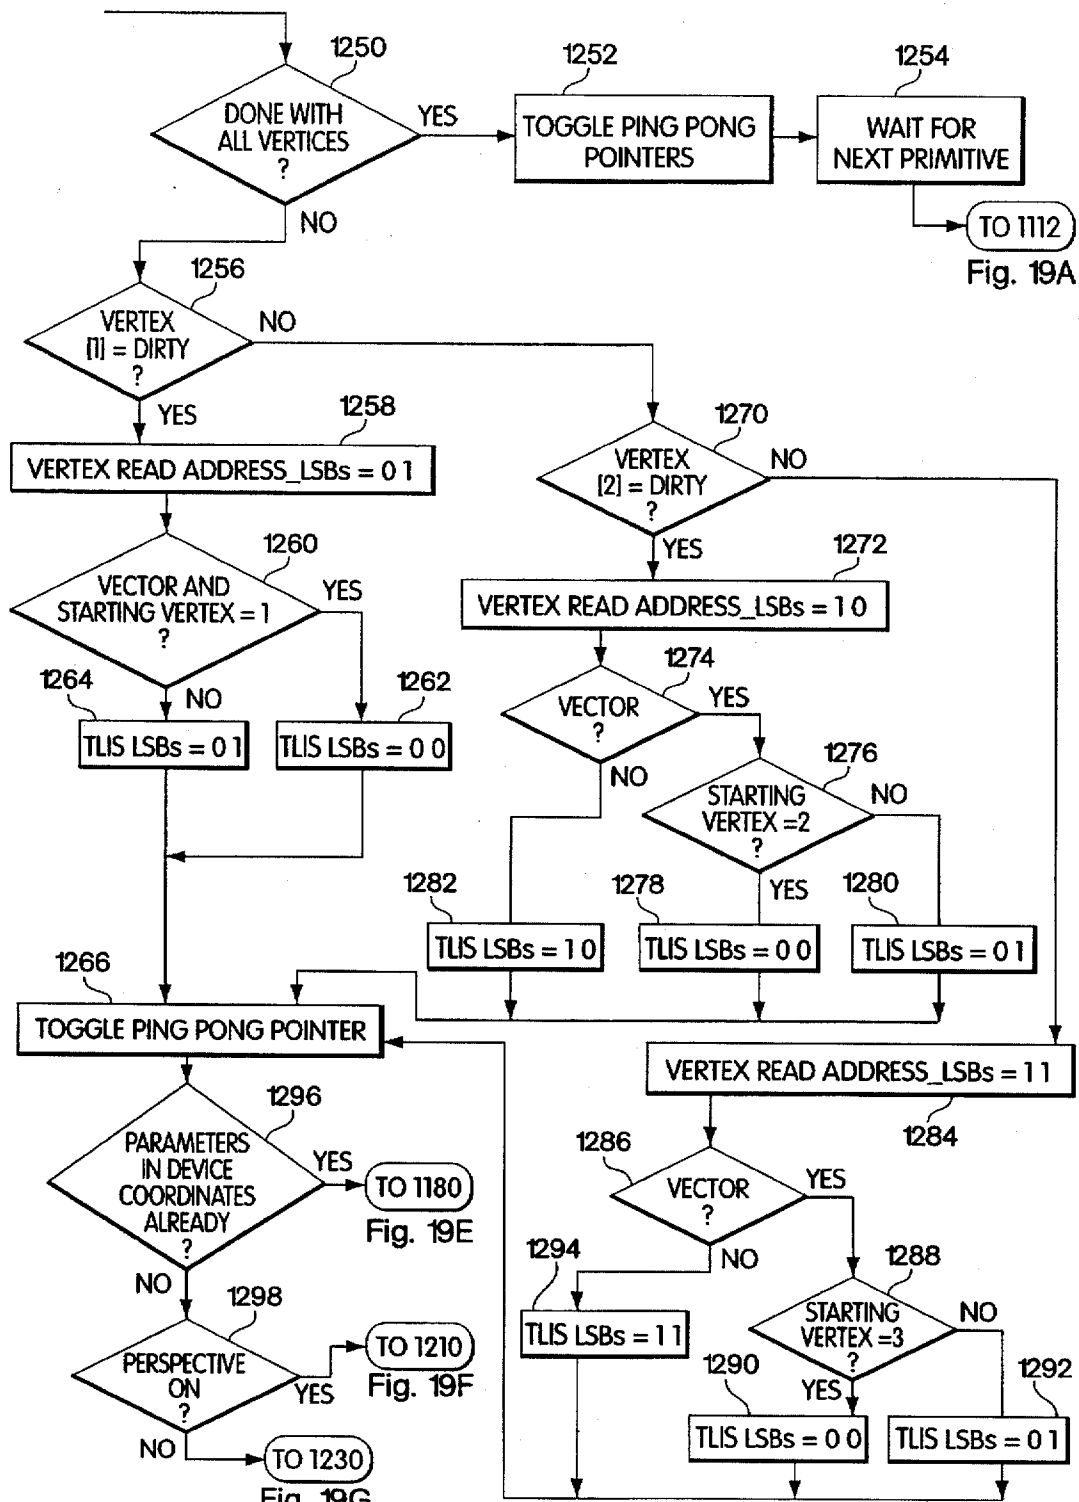 1250
DONE WITH
ALL VERTICES
?
YES
NO
1252
TOGGLE PING PONG
POINTERS
1254
WAIT FOR
NEXT PRIMITIVE
TO 1112
Fig. 19A
1256
VERTEX
[1] = DIRTY
?
NO
YES
1258
VERTEX READ ADDRESS_LSBs = 0 1
1260
VECTOR AND
STARTING VERTEX = 1
?
YES
NO
1264
TLIS LSBs = 0 1
1262
TLIS LSBs = 0 0
1270
VERTEX
[2] = DIRTY
?
NO
YES
1272
VERTEX READ ADDRESS_LSBs = 1 0
1274
VECTOR
?
YES
NO
1276
STARTING
VERTEX =2
?
NO
YES
1282
TLIS LSBs = 1 0
1278
TLIS LSBs = 0 0
1280
TLIS LSBs = 0 1
1266
TOGGLE PING PONG POINTER
VERTEX READ ADDRESS_LSBs = 1 1
1284
1296
PARAMETERS
IN DEVICE
COORDINATES
ALREADY
?
YES
TO 1180
Fig. 19E
NO
1298
PERSPECTIVE
ON
?
YES
TO 1210
Fig. 19F
NO
TO 1230
Fig. 19G
1286
VECTOR
?
YES
NO
1294
TLIS LSBs = 1 1
1288
STARTING
VERTEX =3
?
NO
YES
1290
TLIS LSBs = 0 0
1292
TLIS LSBs = 0 1